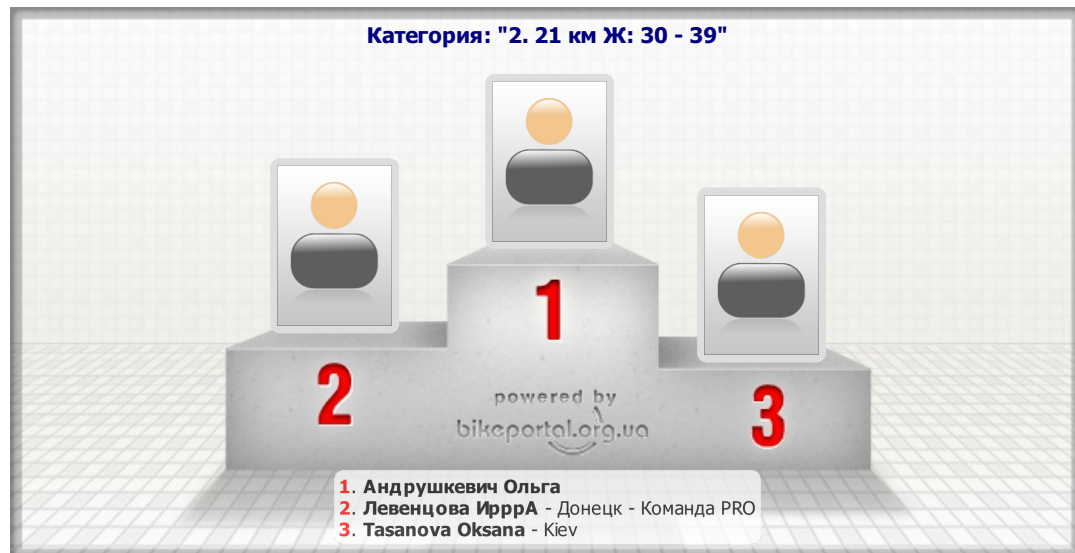 Категория: "2. 21 км Ж: 30 - 39"
1
2
3
powered by
bikeportal.org.ua
1. Андрушкевич Ольга
2. Левенцова ИрррА - Донецк - Команда PRO
3. Tasanova Oksana - Kiev